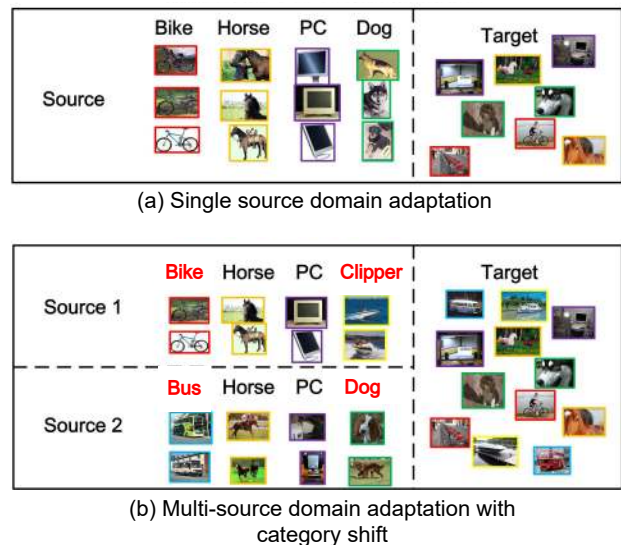 Bike Horse PC Dog
Target
Source
(a) Single source domain adaptation
Bike Horse PC Clipper
Target
Source 1
Bus Horse PC Dog
Source 2
(b) Multi-source domain adaptation with
category shift